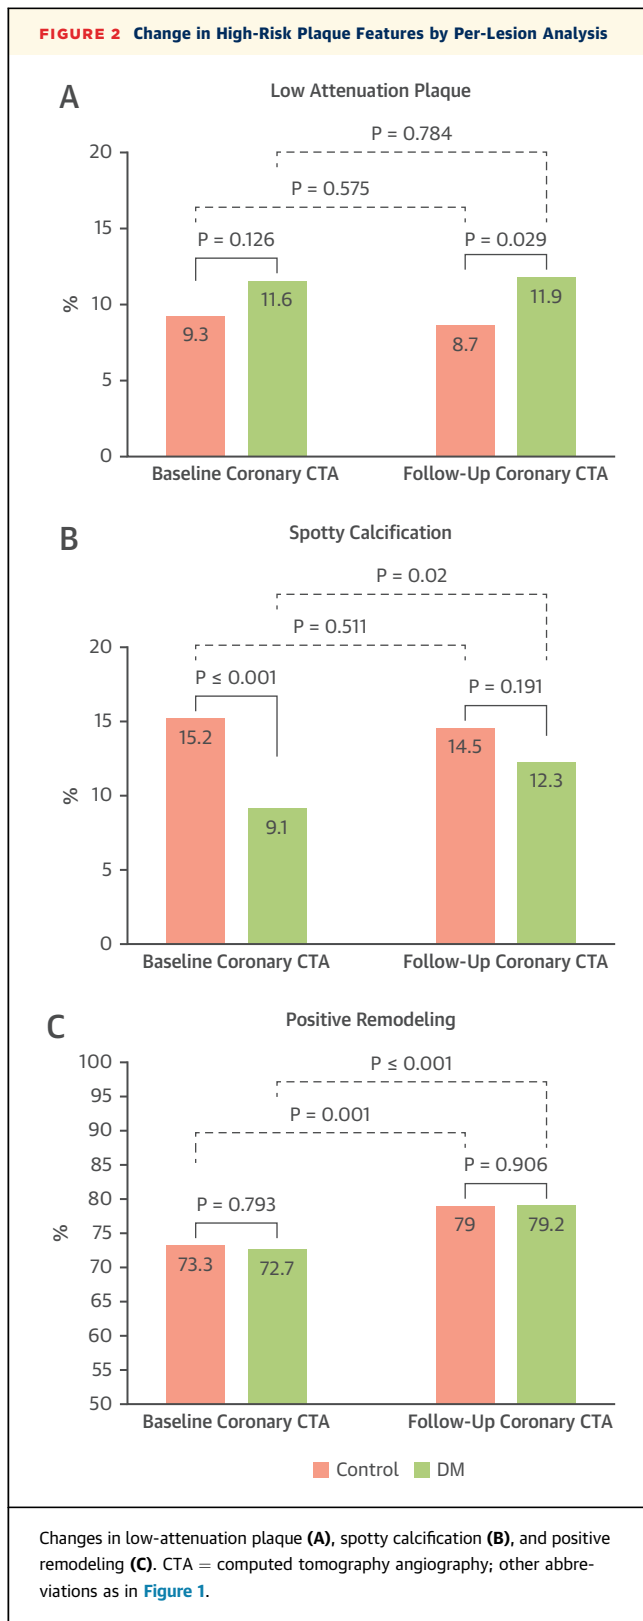 FIGURE 2 Change in High-Risk Plaque Features by Per-Lesion Analysis
A
Low Attenuation Plaque
P = 0.784
20
P = 0.575
15
P = 0.126
P = 0.029
%
10
9.3
11.6
8.7
11.9
5
0
Baseline Coronary CTA
Follow-Up Coronary CTA
B
Spotty Calcification
P = 0.02
P = 0.511
20
P ≤ 0.001
P = 0.191
15
15.2
14.5
12.3
%
10
9.1
5
0
Baseline Coronary CTA
Follow-Up Coronary CTA
C
Positive Remodeling
P ≤ 0.001
100
95
P = 0.001
90
85
P = 0.906
80
P = 0.793
79
79.2
75
%
73.3
72.7
70
65
60
55
50
Baseline Coronary CTA
Follow-Up Coronary CTA
Control
DM
Changes in low-attenuation plaque (A), spotty calcification (B), and positive
remodeling (C). CTA = computed tomography angiography; other abbre-
viations as in Figure 1.